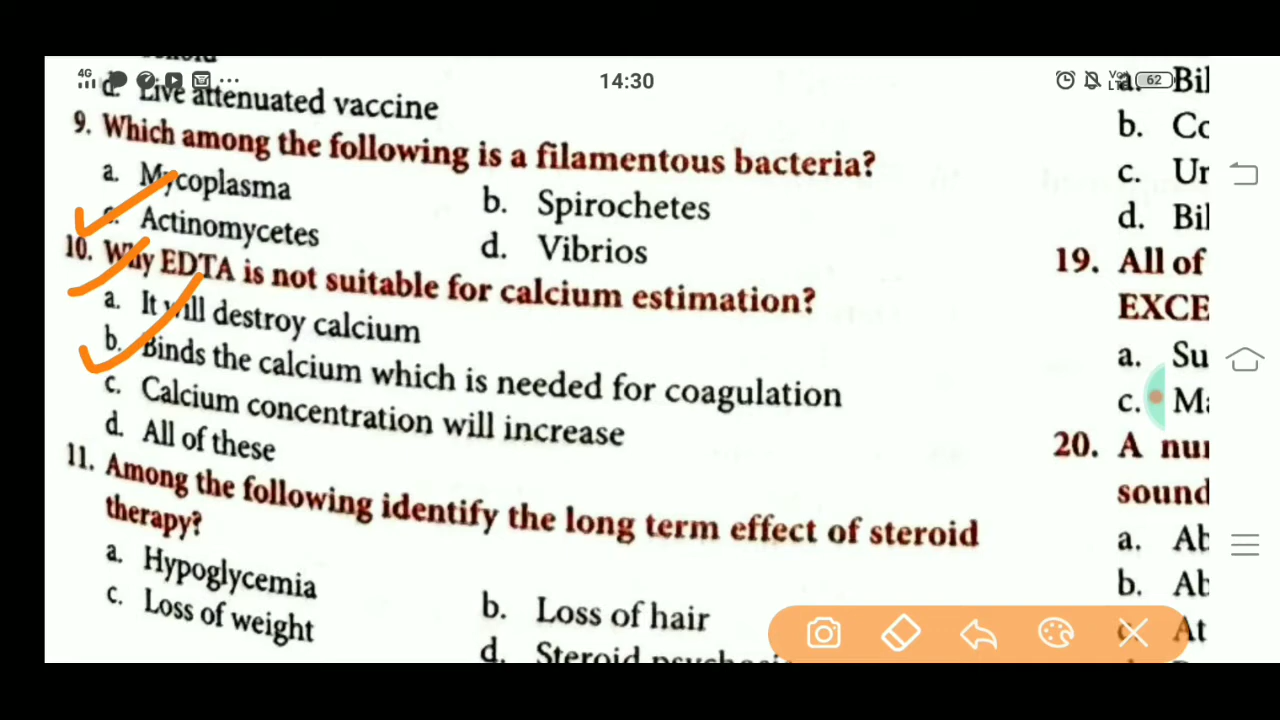 4G
14:30
62
d. Live attenuated vaccine
9. Which among the following is a filamentous bacteria?
a. Mycoplasma
b. Spirochetes
c. Actinomycetes
d. Vibrios
10. Why EDTA is not suitable for calcium estimation?
a. It will destroy calcium
b. Binds the calcium which is needed for coagulation
c. Calcium concentration will increase
d. All of these
11. Among the following identify the long term effect of steroid
therapy?
a. Hypoglycemia
b. Loss of hair
c. Loss of weight
d. Steroid
a. Bil
b. Co
c. Ur
d. Bil
19. All of
EXCE
a. Su
c.
20. A
sound
a. Ab
b. Ab
c. At